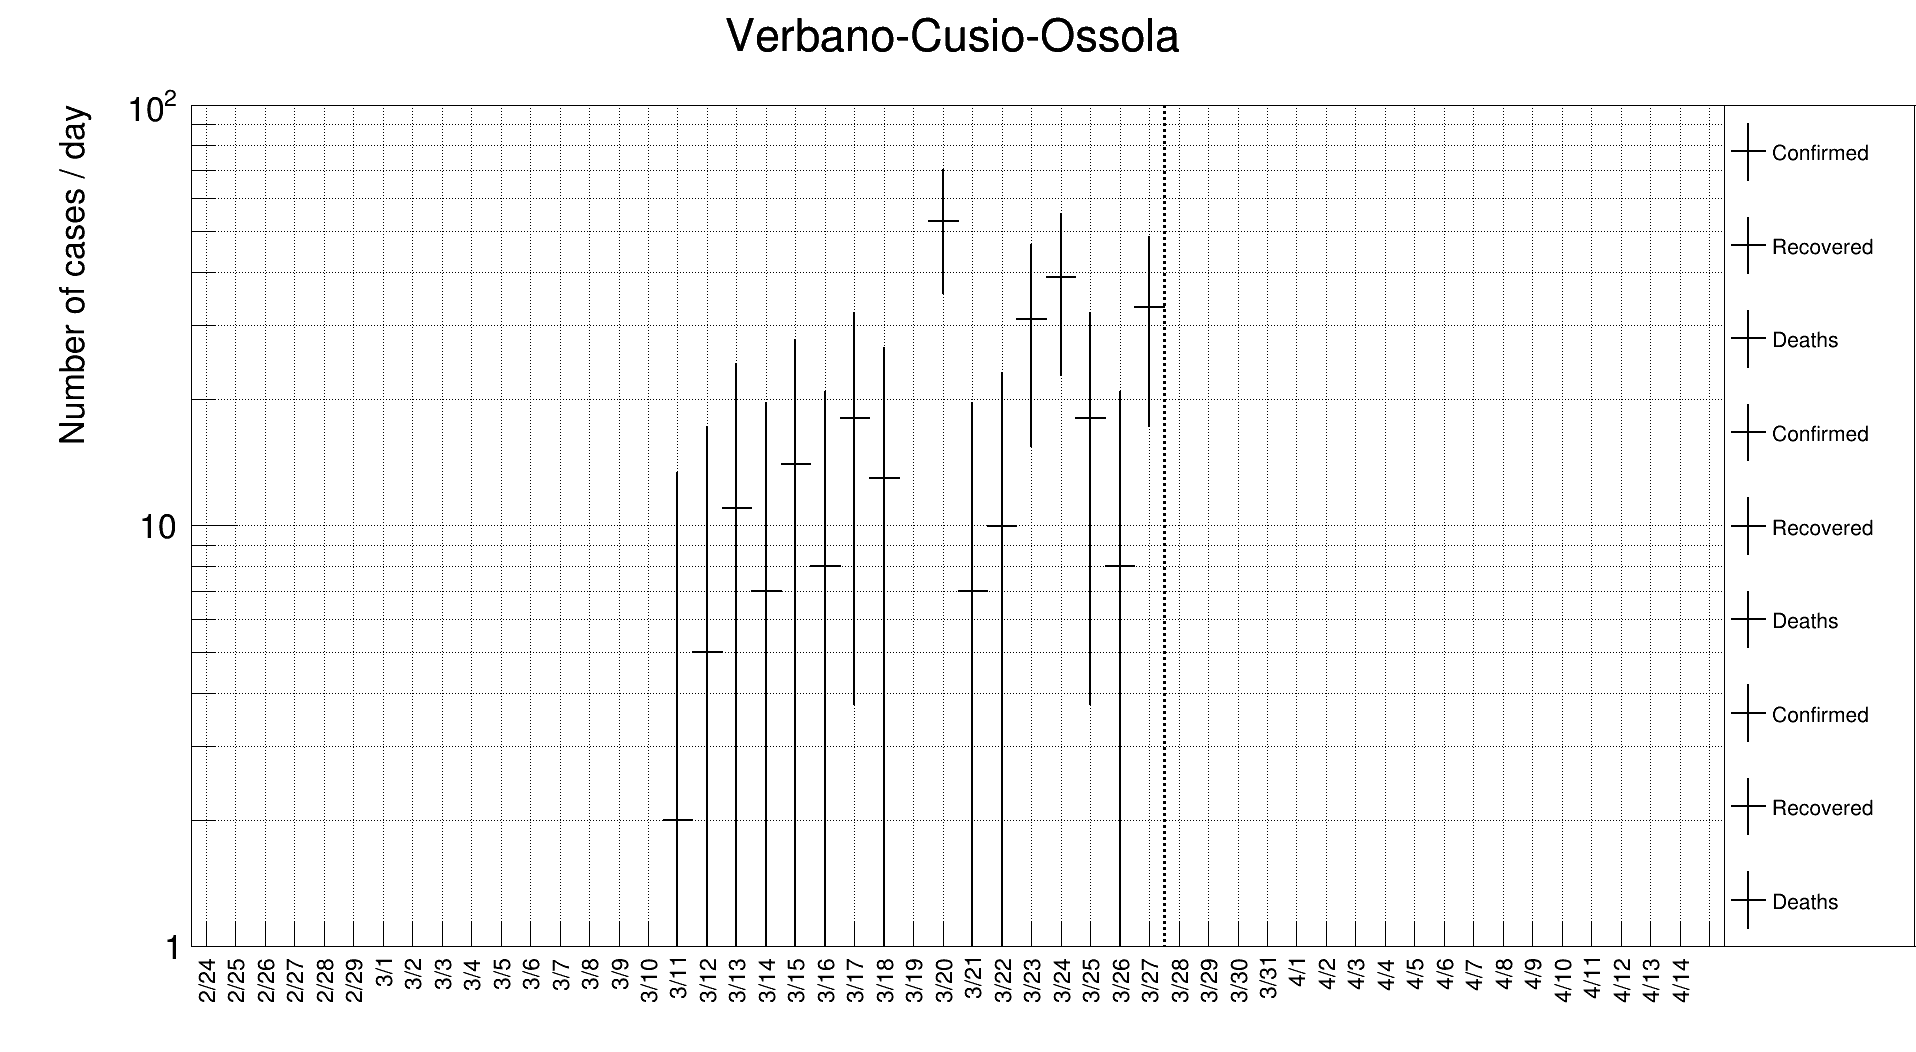 Verbano-Cusio-Ossola
Number of cases / day
10²
10
1
2/24 2/25 2/26 2/27 2/28 2/29 3/1 3/2 3/3 3/4 3/5 3/6 3/7 3/8 3/9 3/10 3/11 3/12 3/13 3/14 3/15 3/16 3/17 3/18 3/19 3/20 3/21 3/22 3/23 3/24 3/25 3/26 3/27 3/28 3/29 3/30 3/31 4/1 4/2 4/3 4/4 4/5 4/6 4/7 4/8 4/9 4/10 4/11 4/12 4/13 4/14
Confirmed
Recovered
Deaths
Confirmed
Recovered
Deaths
Confirmed
Recovered
Deaths